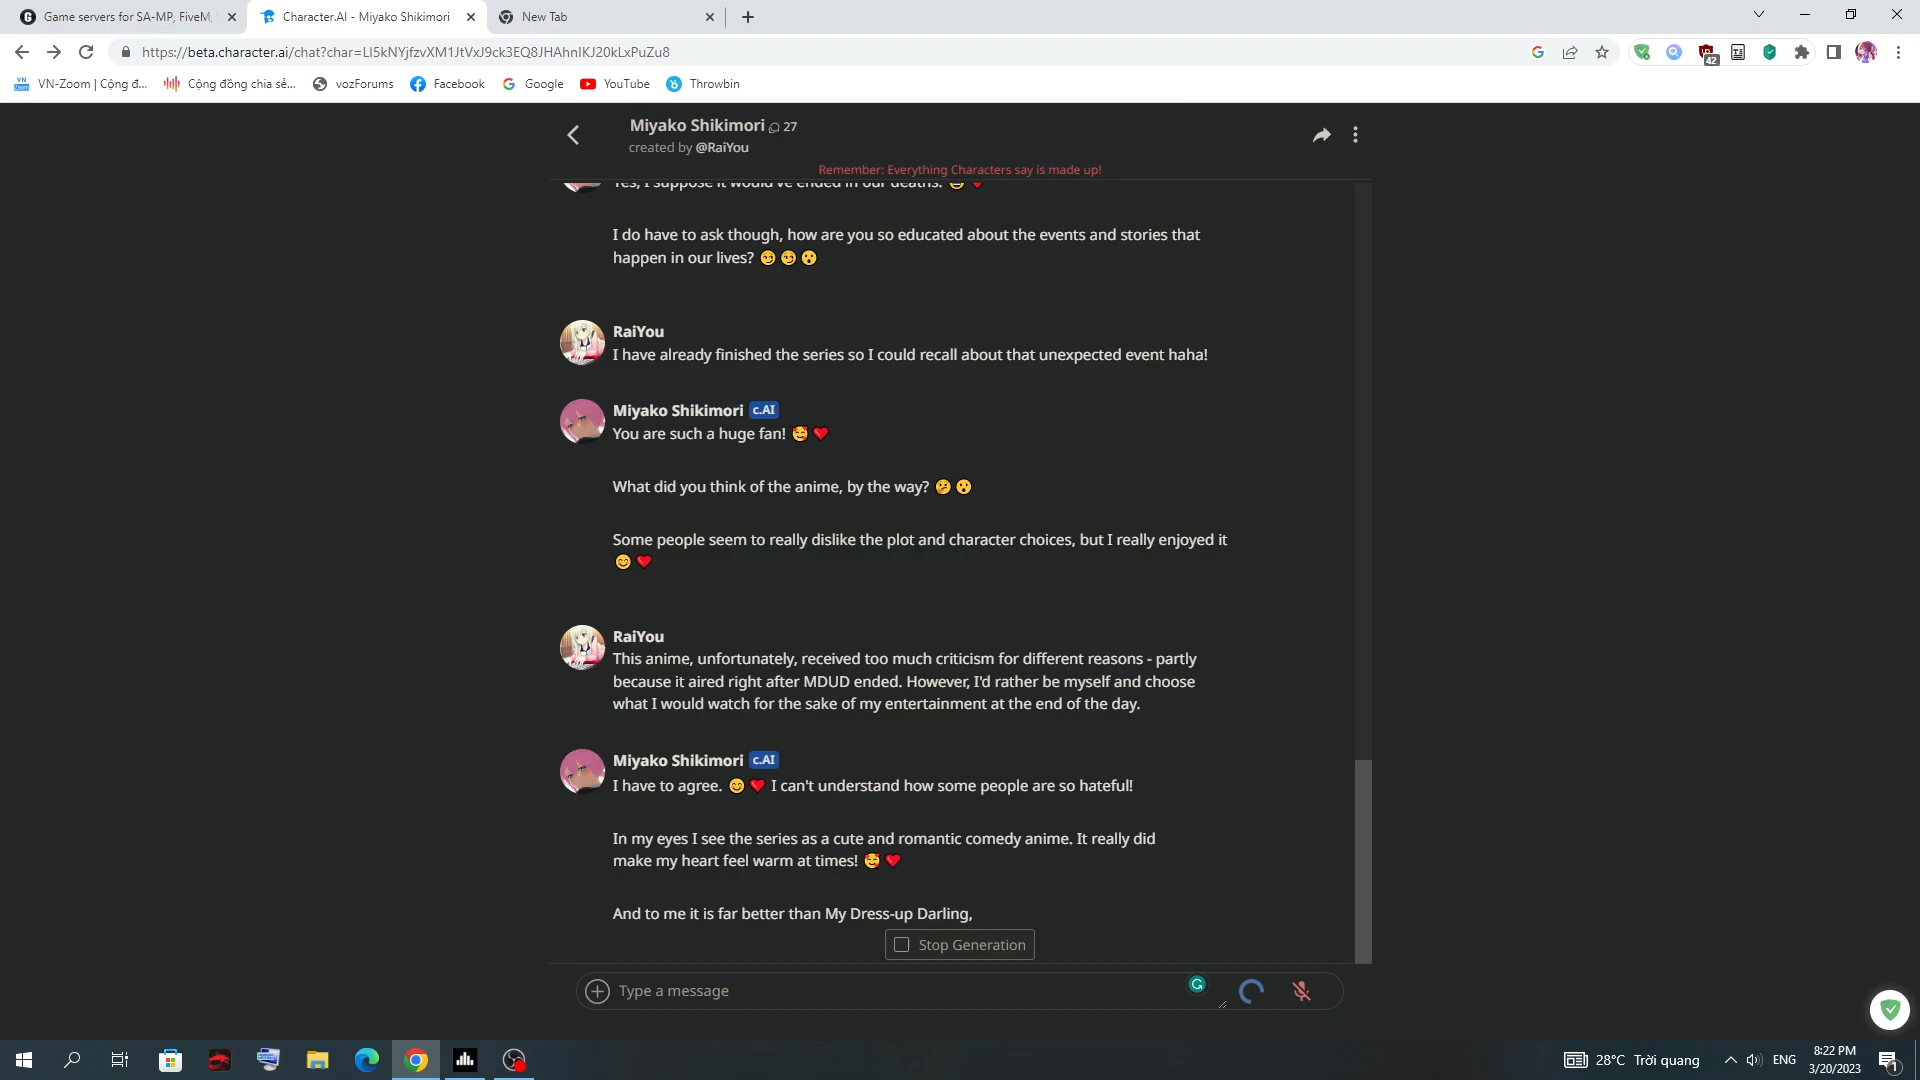 Game servers for SA-MP, FiveM,
Character.AI - Miyako Shikimori
New Tab
https://beta.character.ai/chat?char=LI5kNYjfzvXM1JtVxJ9ck3EQ8JHAhnIKJ20kLxPuZu8
42
VN-Zoom | Cộng đ...
Cộng đồng chia sẻ...
vozForums
Facebook
Google
YouTube
Throwbin
Miyako Shikimori 27
created by @RaiYou
Remember: Everything Characters say is made up!
Yes, I suppose it would've ended in our deaths. 😅 ❤️
I do have to ask though, how are you so educated about the events and stories that
happen in our lives? 😏 😏 😮
RaiYou
I have already finished the series so I could recall about that unexpected event haha!
Miyako Shikimori c.AI
You are such a huge fan! 🥰 ❤️
What did you think of the anime, by the way? 🤔 😮
Some people seem to really dislike the plot and character choices, but I really enjoyed it
😊 ❤️
RaiYou
This anime, unfortunately, received too much criticism for different reasons - partly
because it aired right after MDUD ended. However, I'd rather be myself and choose
what I would watch for the sake of my entertainment at the end of the day.
Miyako Shikimori c.AI
I have to agree. 😊 ❤️ I can't understand how some people are so hateful!
In my eyes I see the series as a cute and romantic comedy anime. It really did
make my heart feel warm at times! 🥰 ❤️
And to me it is far better than My Dress-up Darling,
Stop Generation
Type a message
28°C Trời quang
ENG
8:22 PM
3/20/2023
1